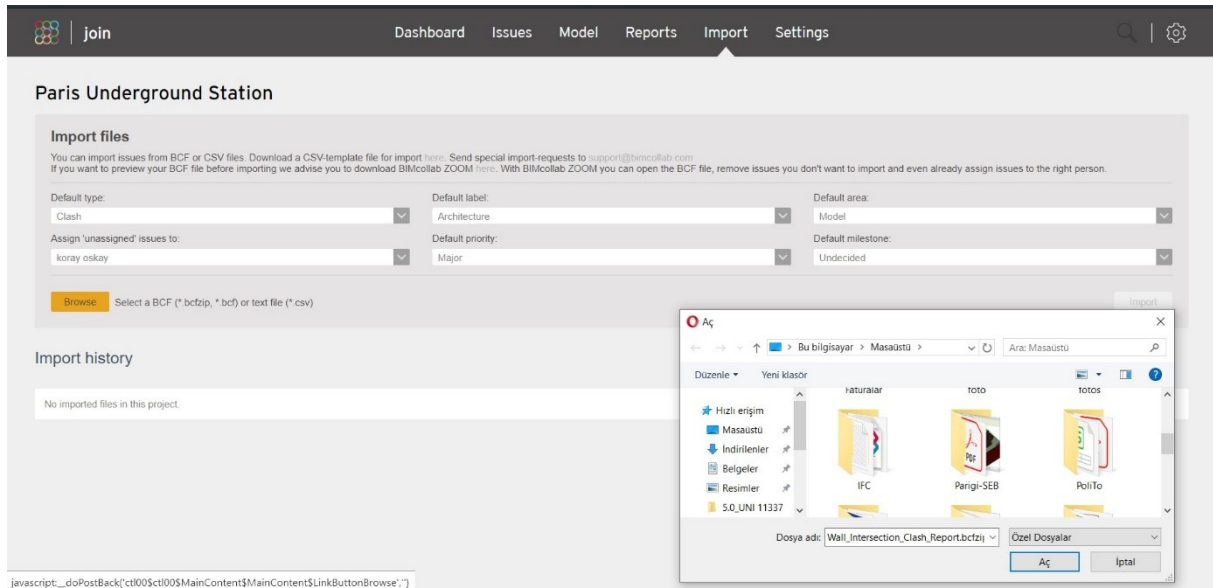 join
Dashboard Issues Model Reports Import Settings
Paris Underground Station
Import files
You can import issues from BCF or CSV files. Download a CSV-template file for import here. Send special import-requests to support@bimcollab.com
If you want to preview your BCF file before importing we advise you to download BIMcollab ZOOM here. With BIMcollab ZOOM you can open the BCF file, remove issues you don't want to import and even already assign issues to the right person.
Default type: Default label: Default area:
Clash Architecture Model
Assign 'unassigned' issues to: Default priority: Default milestone:
koray oskay Major Undecided
Browse Select a BCF (*.bcfzip, *.bcf) or text file (*.csv)
Import
Import history
No imported files in this project.
Aç
Bu bilgisayar > Masaüstü >
Ara: Masaüstü
Düzenle Yeni klasör
Faturalar foto fotos
Hızlı erişim
Masaüstü
İndirilenler
Belgeler
Resimler
5.0_UNI 11337
IFC Parigi-SEB PoliTo
PDF
Dosya adı: Wall_Intersection_Clash_Report.bcfzip Özel Dosyalar
Aç İptal
javascript:__doPostBack('ctl00$ctl00$MainContent$MainContent$LinkButtonBrowse','')